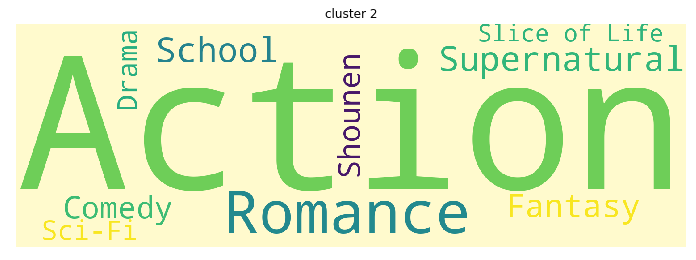 cluster 2
Slice of Life
Drama
School
Supernatural
Action
Shounen
Comedy
Romance
Fantasy
Sci-Fi